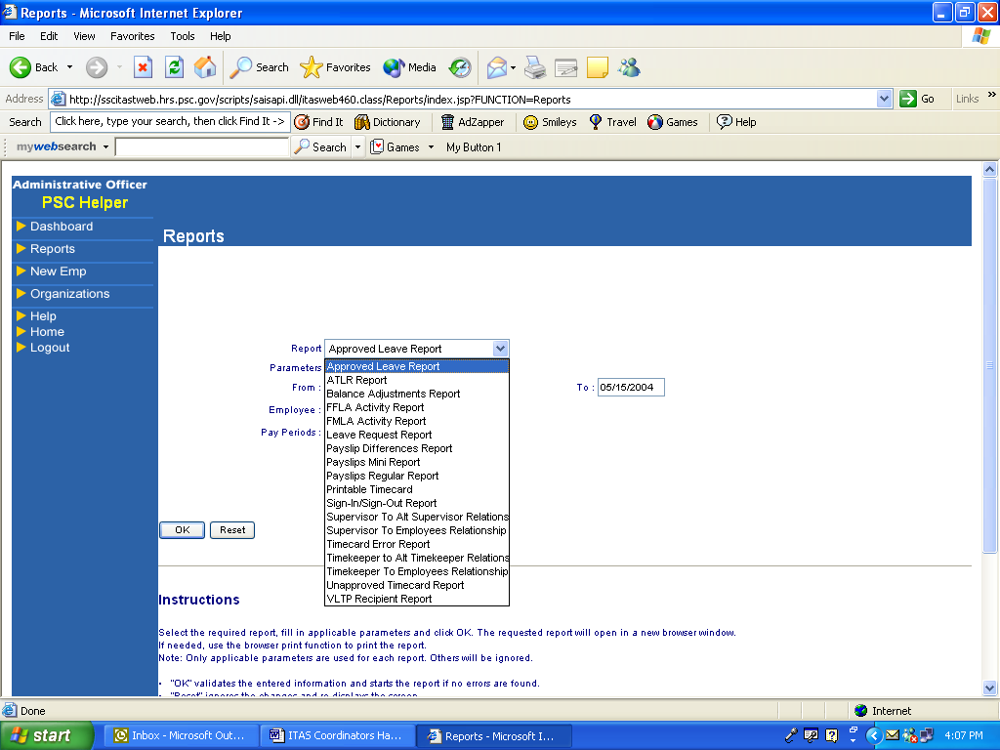 Reports - Microsoft Internet Explorer
File Edit View Favorites Tools Help
Back Search Favorites Media
Address http://sscitastweb.hrs.psc.gov/scripts/saisapi.dll/itasweb460.class/Reports/index.jsp?FUNCTION=Reports Go Links »
Search Click here, type your search, then click Find It -> Find It Dictionary AdZapper Smileys Travel Games Help
mywebsearch Search Games My Button 1
Administrative Officer
PSC Helper
Dashboard
Reports
New Emp
Organizations
Help
Home
Logout
Reports
Report Approved Leave Report
Parameters
From :
To : 05/15/2004
Employee :
Pay Periods :
Approved Leave Report
ATLR Report
Balance Adjustments Report
FFLA Activity Report
FMLA Activity Report
Leave Request Report
Payslip Differences Report
Payslips Mini Report
Payslips Regular Report
Printable Timecard
Sign-In/Sign-Out Report
Supervisor To Alt Supervisor Relations
Supervisor To Employees Relationship
Timecard Error Report
Timekeeper to Alt Timekeeper Relations
Timekeeper To Employees Relationship
Unapproved Timecard Report
VLTP Recipient Report
OK Reset
Instructions
Select the required report, fill in applicable parameters and click OK. The requested report will open in a new browser window.
If needed, use the browser print function to print the report.
Note: Only applicable parameters are used for each report. Others will be ignored.
• "OK" validates the entered information and starts the report if no errors are found.
• "Reset" ignores the changes and re-displays the screen.
Done Internet
start Inbox - Microsoft Out... ITAS Coordinators Ha... Reports - Microsoft I... 4:07 PM